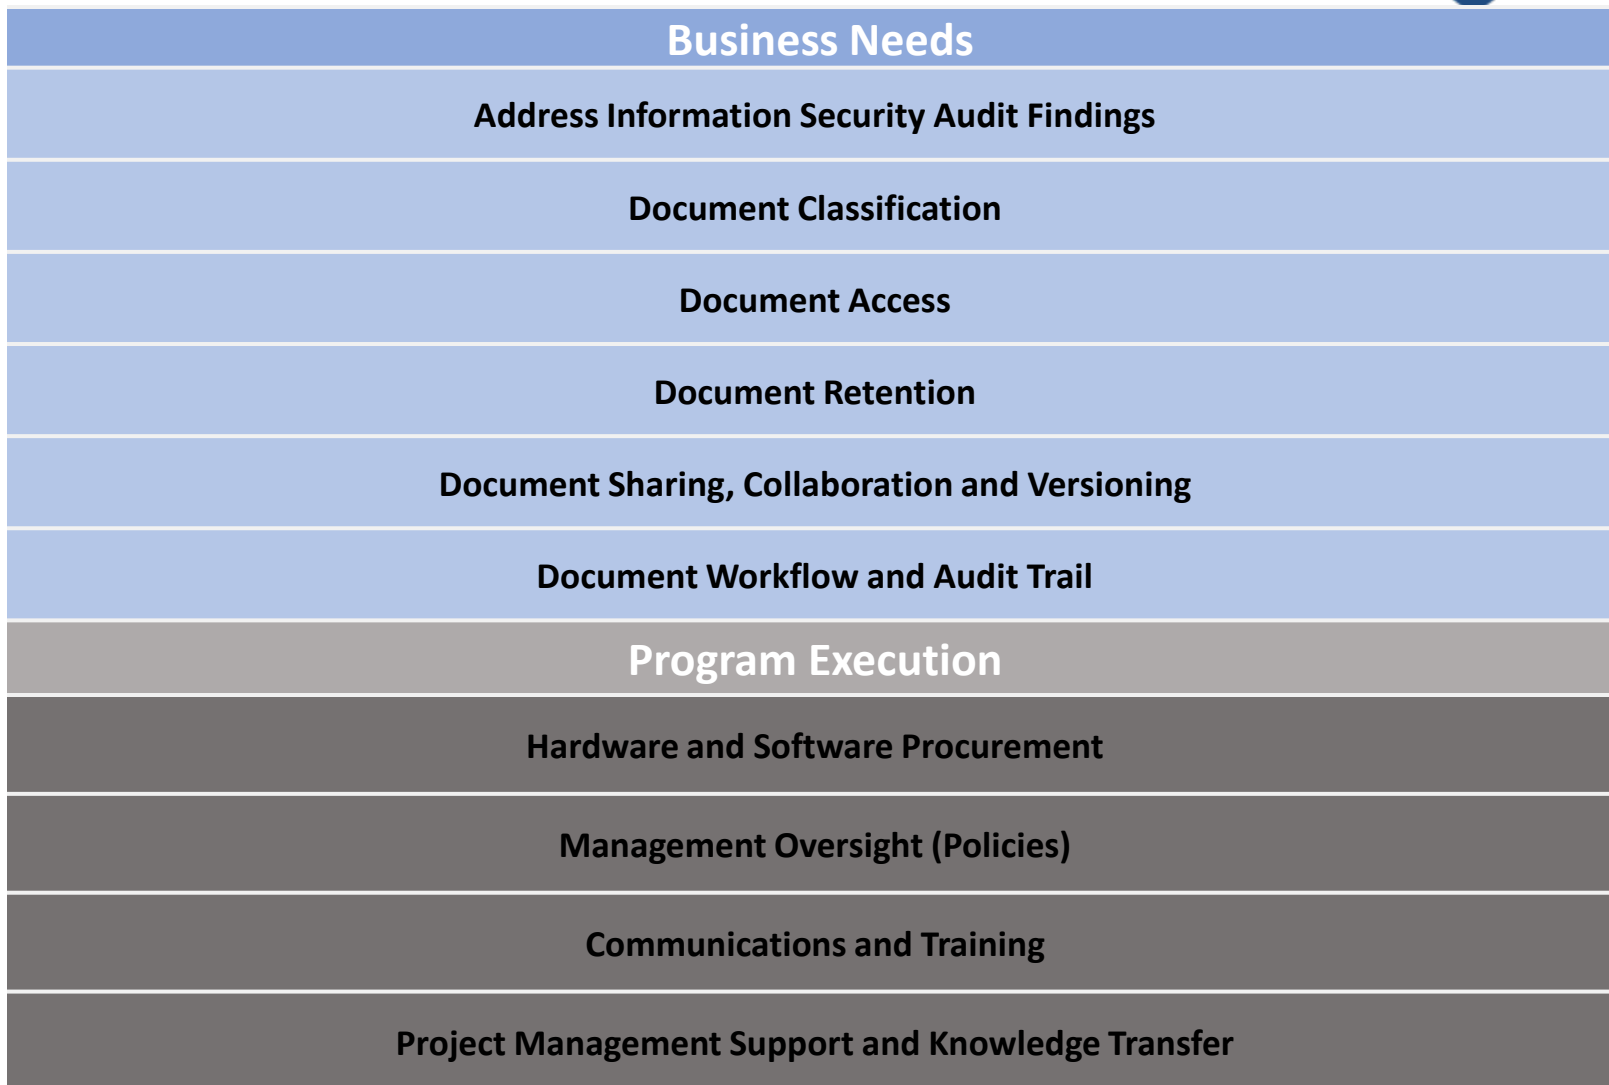 Business Needs
Address Information Security Audit Findings
Document Classification
Document Access
Document Retention
Document Sharing, Collaboration and Versioning
Document Workflow and Audit Trail
Program Execution
Hardware and Software Procurement
Management Oversight (Policies)
Communications and Training
Project Management Support and Knowledge Transfer